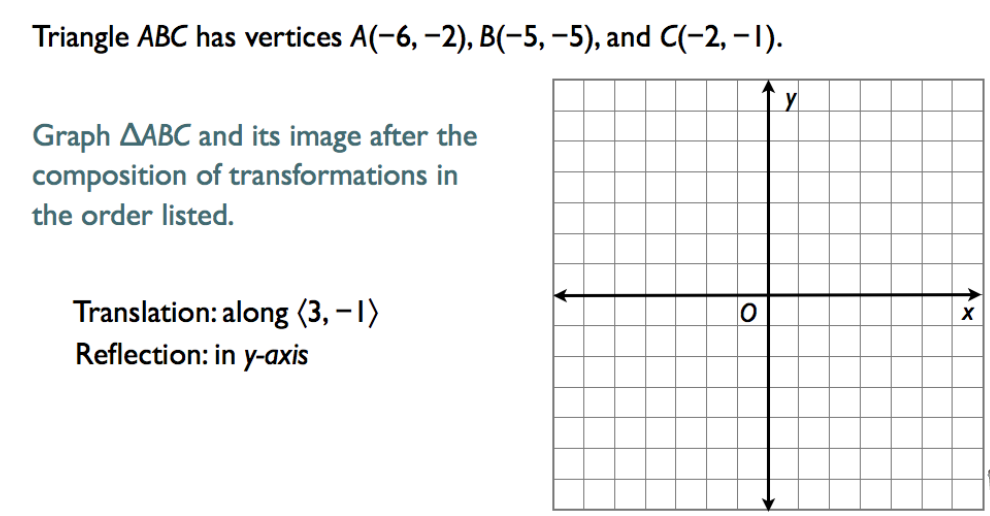 Triangle ABC has vertices A(−6, −2), B(−5, −5), and C(−2, −1).
Graph △ABC and its image after the
composition of transformations in
the order listed.
Translation: along ⟨3, −1⟩
Reflection: in y-axis
y
O
x